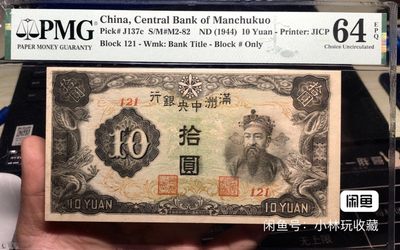 PMG
PAPER MONEY GUARANTY
China, Central Bank of Manchukuo
Pick# J137c S/M#M2-82 ND (1944) 10 Yuan - Printer: JICP
Block 121 - Wmk: Bank Title - Block # Only
64
EPQ
Choice Uncirculated
行銀央中洲滿
121
10
拾圓
121
10 YUAN
10 YUAN
闲鱼
闲鱼号：小林玩收藏